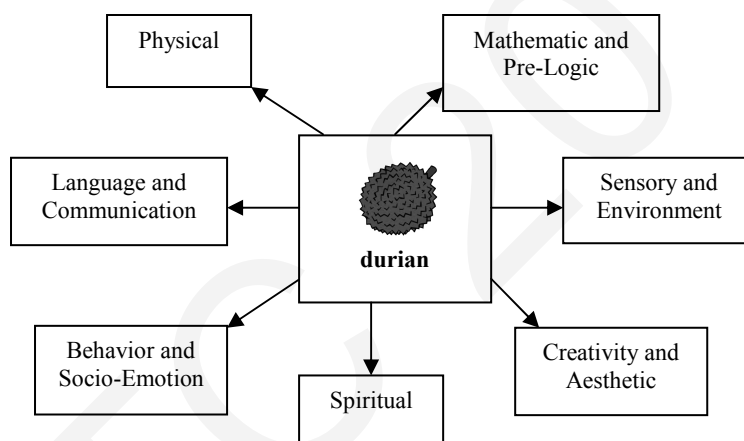 Physical
Mathematic and
Pre-Logic
Language and
Communication
durian
Sensory and
Environment
Behavior and
Socio-Emotion
Spiritual
Creativity and
Aesthetic